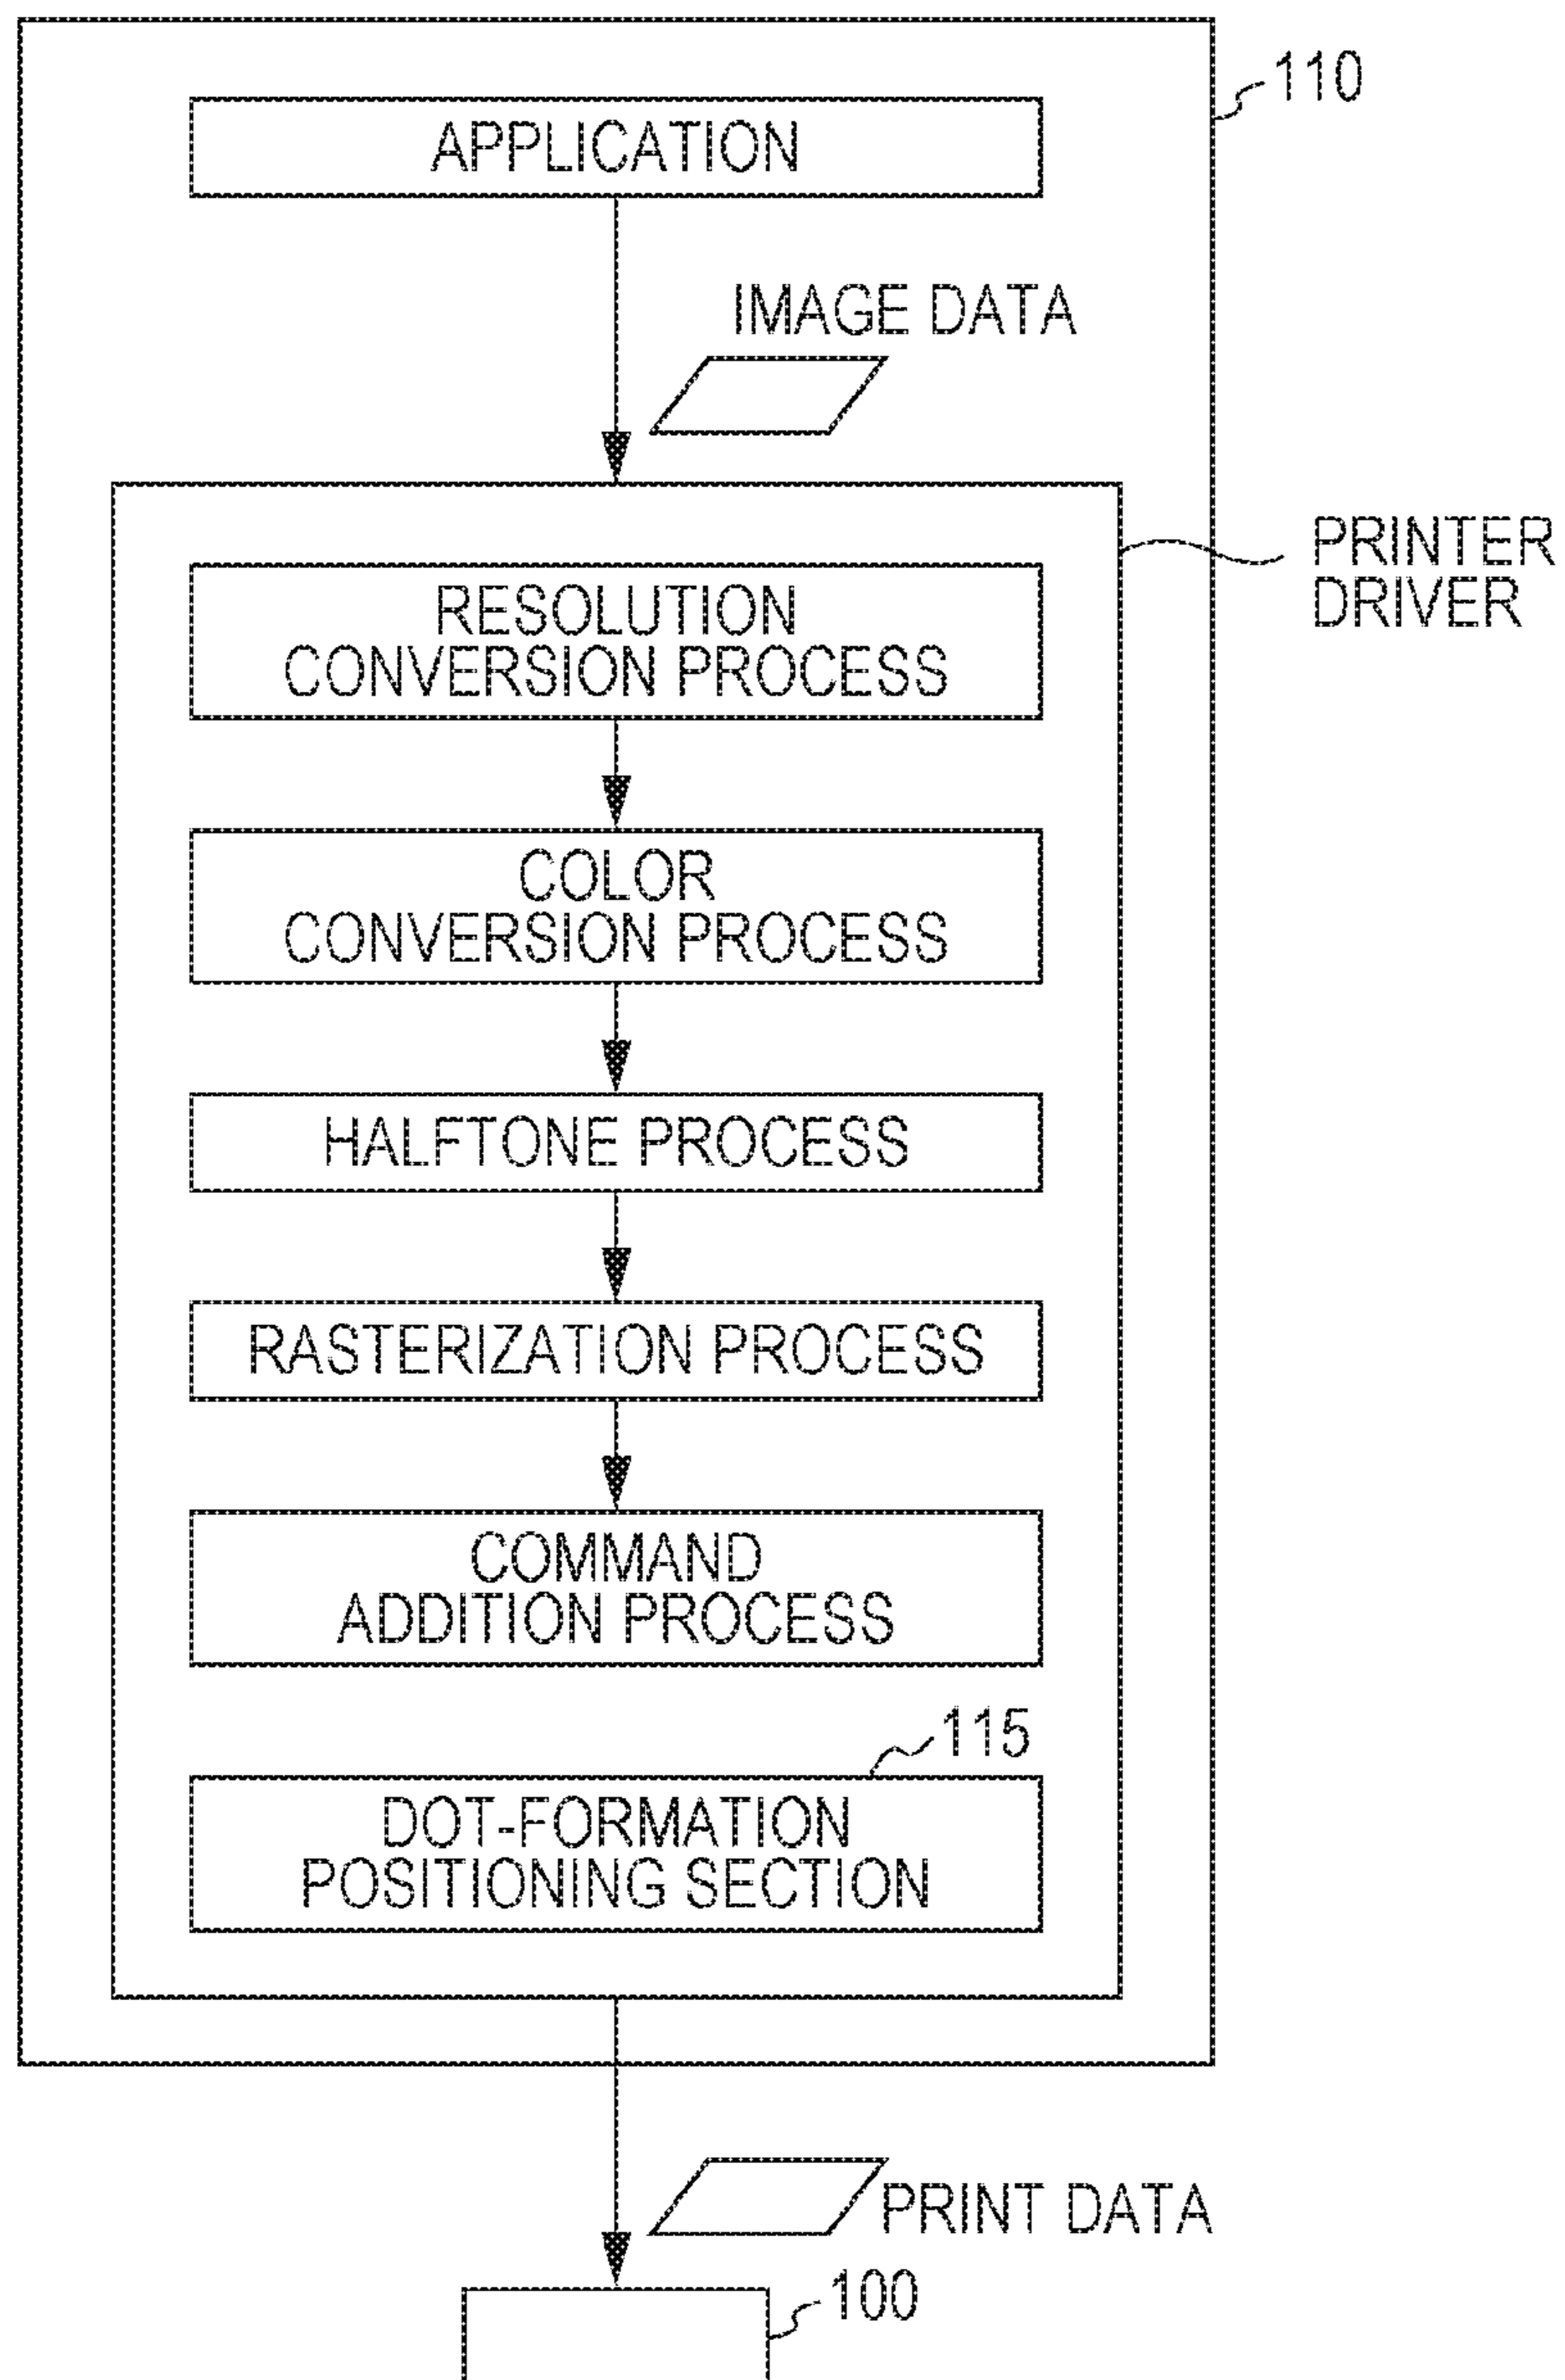 110
APPLICATION
IMAGE DATA
PRINTER
DRIVER
RESOLUTION
CONVERSION PROCESS
COLOR
CONVERSION PROCESS
HALFTONE PROCESS
RASTERIZATION PROCESS
COMMAND
ADDITION PROCESS
115
DOT-FORMATION
POSITIONING SECTION
PRINT DATA
100